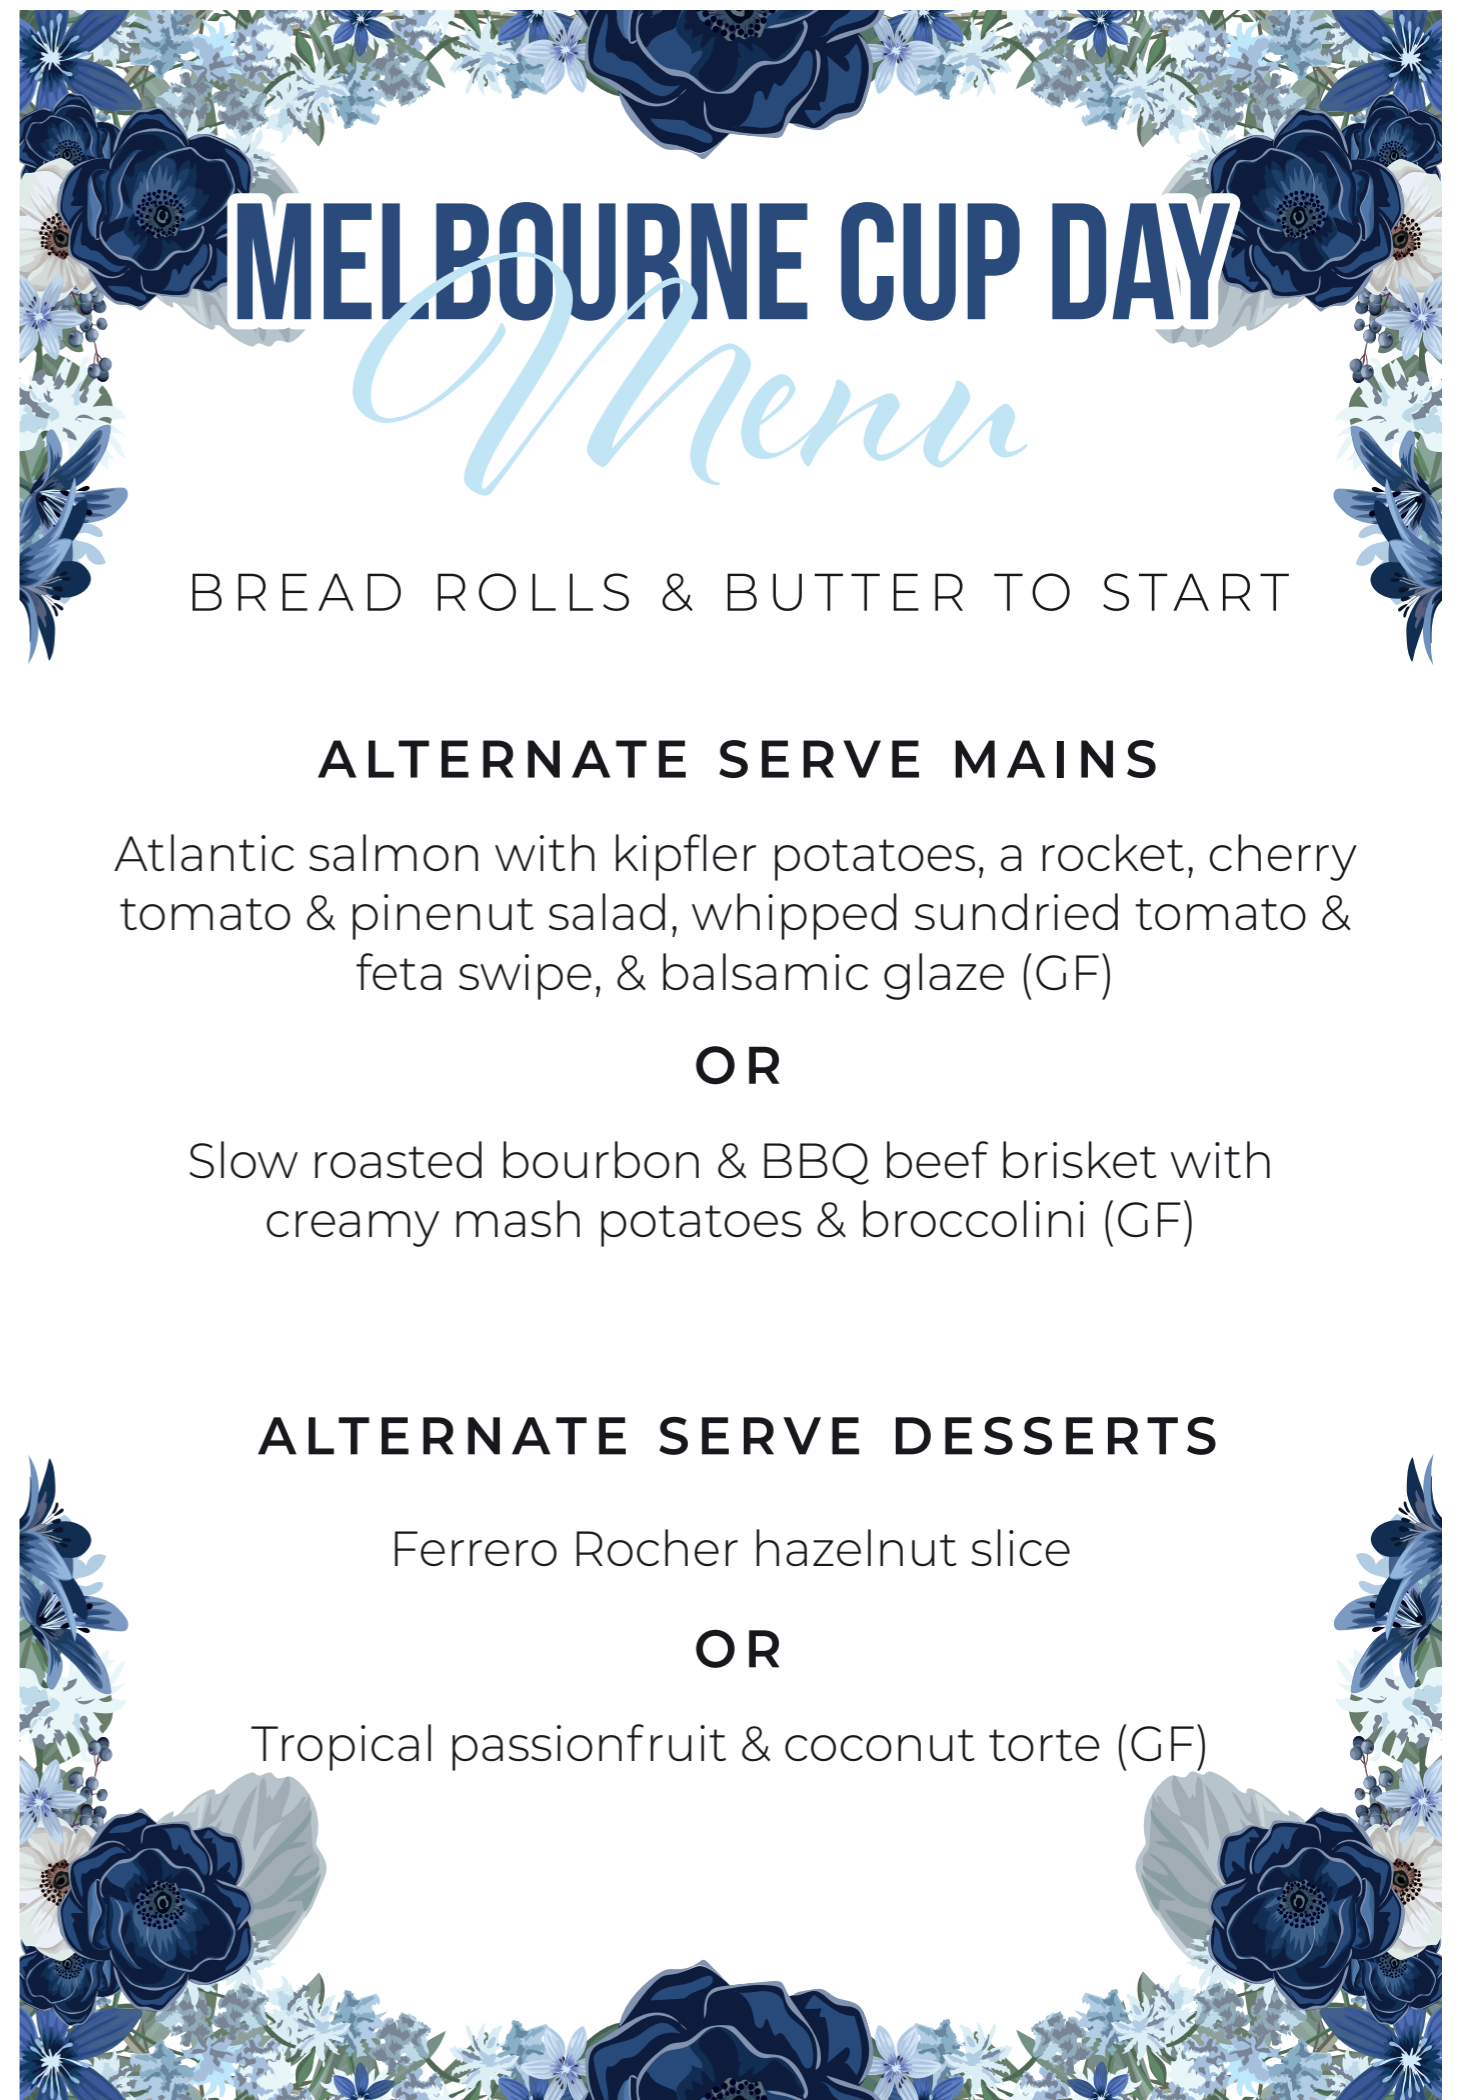 MELBOURNE CUP DAY
Menu
BREAD ROLLS & BUTTER TO START
ALTERNATE SERVE MAINS
Atlantic salmon with kipfler potatoes, a rocket, cherry
tomato & pinenut salad, whipped sundried tomato &
feta swipe, & balsamic glaze (GF)
OR
Slow roasted bourbon & BBQ beef brisket with
creamy mash potatoes & broccolini (GF)
ALTERNATE SERVE DESSERTS
Ferrero Rocher hazelnut slice
OR
Tropical passionfruit & coconut torte (GF)